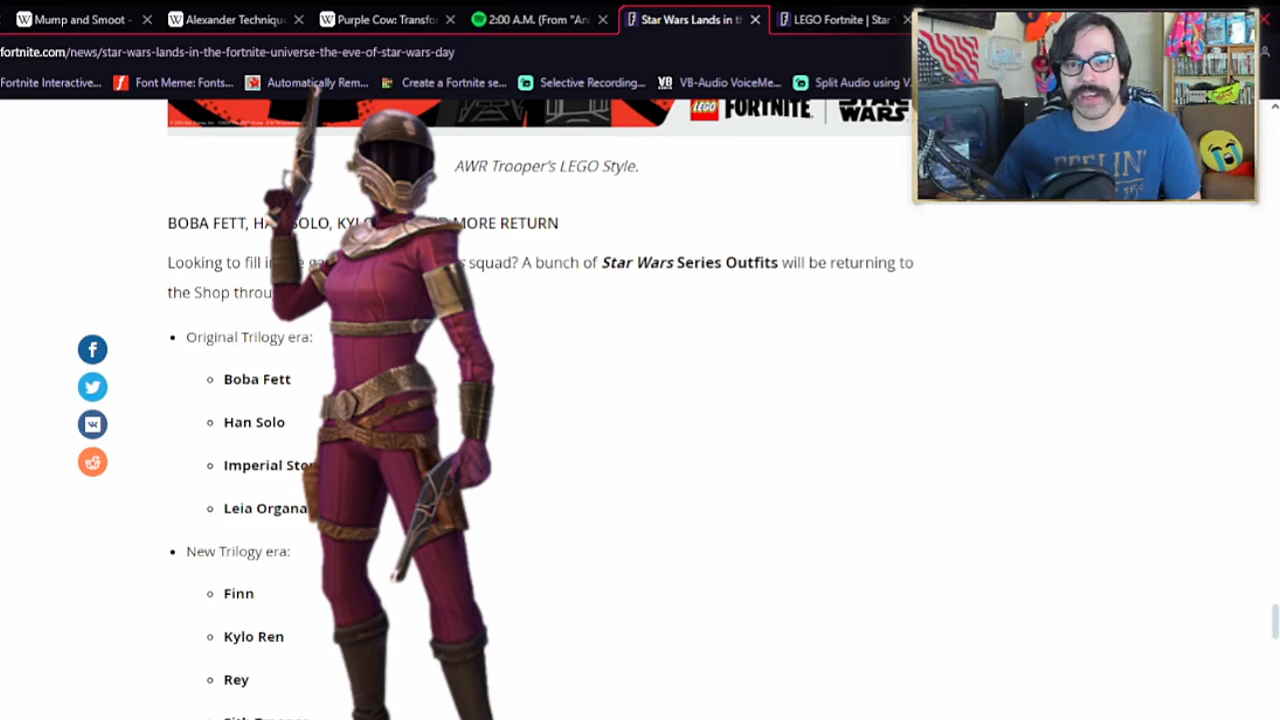 Mump and Smoot -
Alexander Techniqu
Purple Cow: Transfo
2:00 A.M. (From "An
Star Wars Lands in t
LEGO Fortnite | Star
fortnite.com/news/star-wars-lands-in-the-fortnite-universe-the-eve-of-star-wars-day
Fortnite Interactive...
Font Meme: Fonts...
Automatically Rem...
Create a Fortnite se...
Selective Recording...
VB-Audio VoiceMe...
Split Audio using V
LEGO FORTNITE STAR WARS
FEELIN'
AWR Trooper's LEGO Style.
BOBA FETT, SOLO, MORE RETURN
Looking to fill squad? A bunch of Star Wars Series Outfits will be returning to
the Shop
• Original Trilogy era:
Boba Fett
Han Solo
Imperial
Leia Organa
• New Trilogy era:
Finn
Kylo Ren
Rey